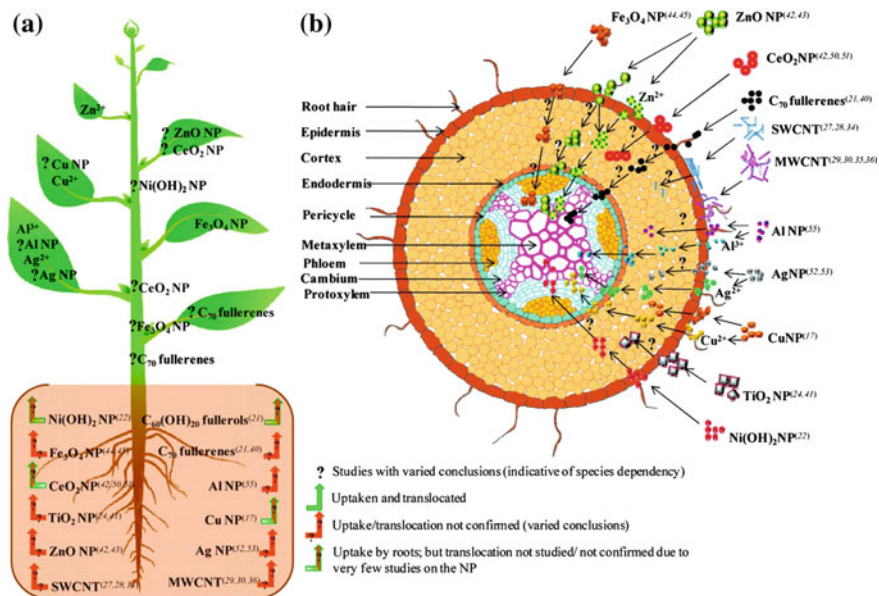 (a)
Zn²⁺
? ZnO NP
? CeO₂ NP
? Cu NP
Cu²⁺
? Ni(OH)₂ NP
Al³⁺
?Al NP
Ag²⁺
?Ag NP
Fe₃O₄ NP
?CeO₂ NP
? C₇₀ fullerenes
?Fe₃O₄ NP
? C₇₀ fullerenes
Ni(OH)₂ NP(22)
C₆₀(OH)₂₀ fullerols(21)
Fe₃O₄ NP(44,45)
C₇₀ fullerenes(21,40)
CeO₂NP(42,50,51)
Al NP(55)
TiO₂ NP(24,41)
Cu NP(17)
ZnO NP(42,43)
Ag NP(52,53)
SWCNT(27,28,34)
MWCNT(29,30,36)
(b)
Fe₃O₄ NP(44,45)
ZnO NP(42,43)
CeO₂NP(42,50,51)
Zn²⁺
C₇₀ fullerenes(21,40)
SWCNT(27,28,34)
MWCNT(29,30,35,36)
Root hair
Epidermis
Cortex
Endodermis
Pericycle
Metaxylem
Phloem
Cambium
Protoxylem
Al NP(55)
Al³⁺
AgNP(52,53)
Ag²⁺
CuNP(17)
Cu²⁺
TiO₂ NP(24,41)
Ni(OH)₂NP(22)
? Studies with varied conclusions (indicative of species dependency)
Uptaken and translocated
Uptake/translocation not confirmed (varied conclusions)
Uptake by roots; but translocation not studied/ not confirmed due to
very few studies on the NP